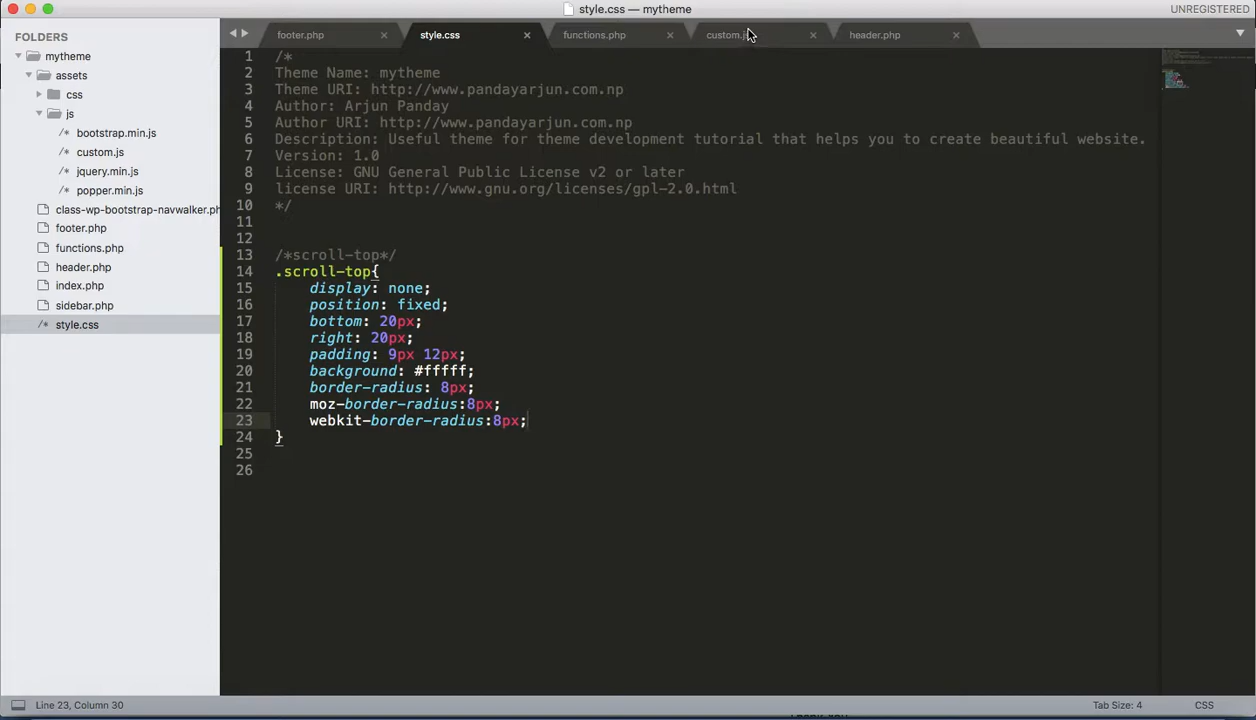 style.css — mytheme
UNREGISTERED
FOLDERS
mytheme
assets
css
js
/* bootstrap.min.js
/* custom.js
/* jquery.min.js
/* popper.min.js
class-wp-bootstrap-navwalker.ph
footer.php
functions.php
header.php
index.php
sidebar.php
/* style.css
footer.php × style.css × functions.php × custom.j × header.php ×
1 /*
2 Theme Name: mytheme
3 Theme URI: http://www.pandayarjun.com.np
4 Author: Arjun Panday
5 Author URI: http://www.pandayarjun.com.np
6 Description: Useful theme for theme development tutorial that helps you to create beautiful website.
7 Version: 1.0
8 License: GNU General Public License v2 or later
9 license URI: http://www.gnu.org/licenses/gpl-2.0.html
10 */
11
12
13 /*scroll-top*/
14 .scroll-top{
15 display: none;
16 position: fixed;
17 bottom: 20px;
18 right: 20px;
19 padding: 9px 12px;
20 background: #fffff;
21 border-radius: 8px;
22 moz-border-radius:8px;
23 webkit-border-radius:8px;
24 }
25
26
Line 23, Column 30
Tab Size: 4
CSS